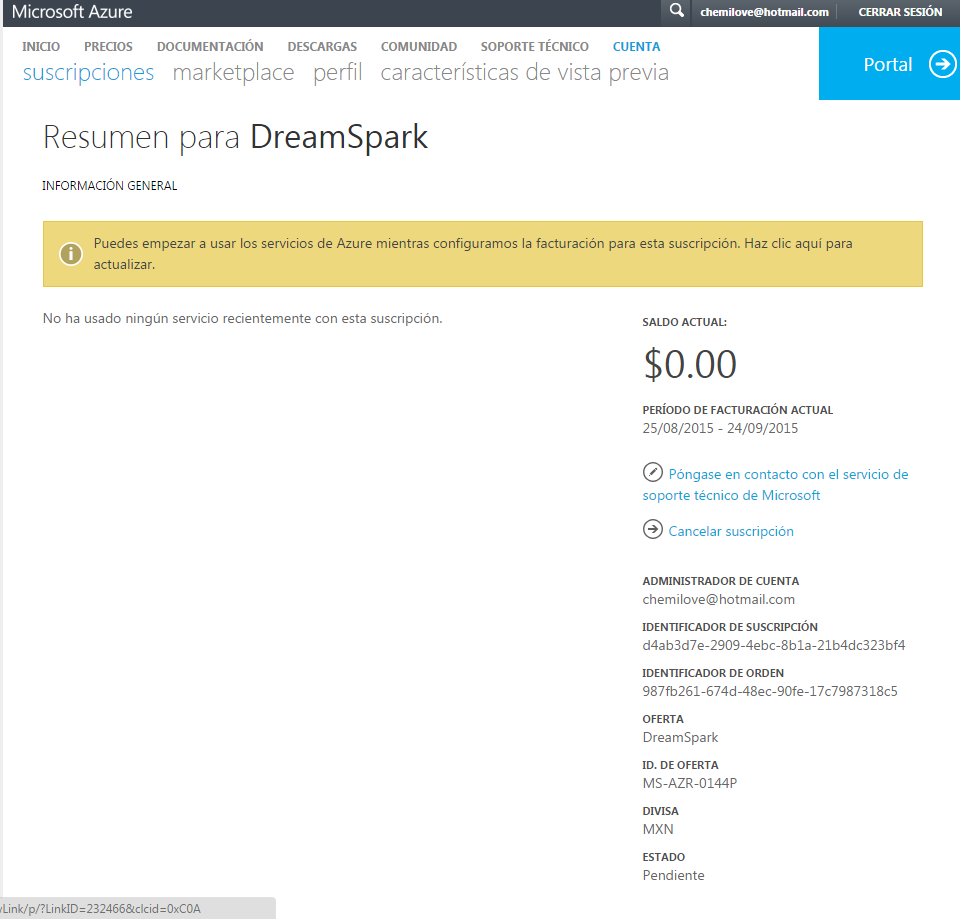 Microsoft Azure
chemilove@hotmail.com
CERRAR SESIÓN
INICIO PRECIOS DOCUMENTACIÓN DESCARGAS COMUNIDAD SOPORTE TÉCNICO CUENTA
suscripciones marketplace perfil características de vista previa
Portal
Resumen para DreamSpark
INFORMACIÓN GENERAL
Puedes empezar a usar los servicios de Azure mientras configuramos la facturación para esta suscripción. Haz clic aquí para
actualizar.
No ha usado ningún servicio recientemente con esta suscripción.
SALDO ACTUAL:
$0.00
PERÍODO DE FACTURACIÓN ACTUAL
25/08/2015 - 24/09/2015
Póngase en contacto con el servicio de
soporte técnico de Microsoft
Cancelar suscripción
ADMINISTRADOR DE CUENTA
chemilove@hotmail.com
IDENTIFICADOR DE SUSCRIPCIÓN
d4ab3d7e-2909-4ebc-8b1a-21b4dc323bf4
IDENTIFICADOR DE ORDEN
987fb261-674d-48ec-90fe-17c7987318c5
OFERTA
DreamSpark
ID. DE OFERTA
MS-AZR-0144P
DIVISA
MXN
ESTADO
Pendiente
Link/p/?LinkID=232466&clcid=0xC0A